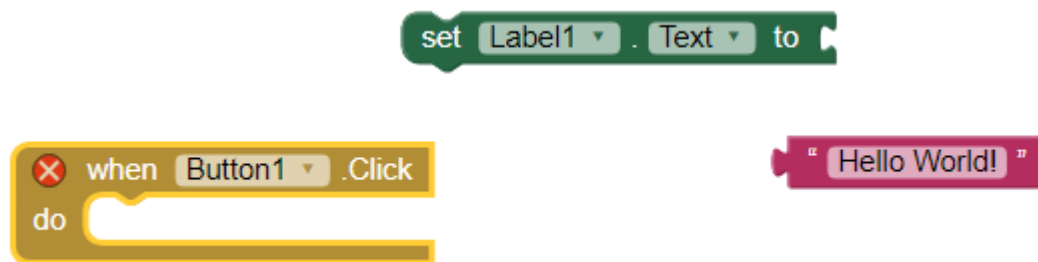 set Label1 . Text to
when Button1 .Click
“ Hello World! ”
do